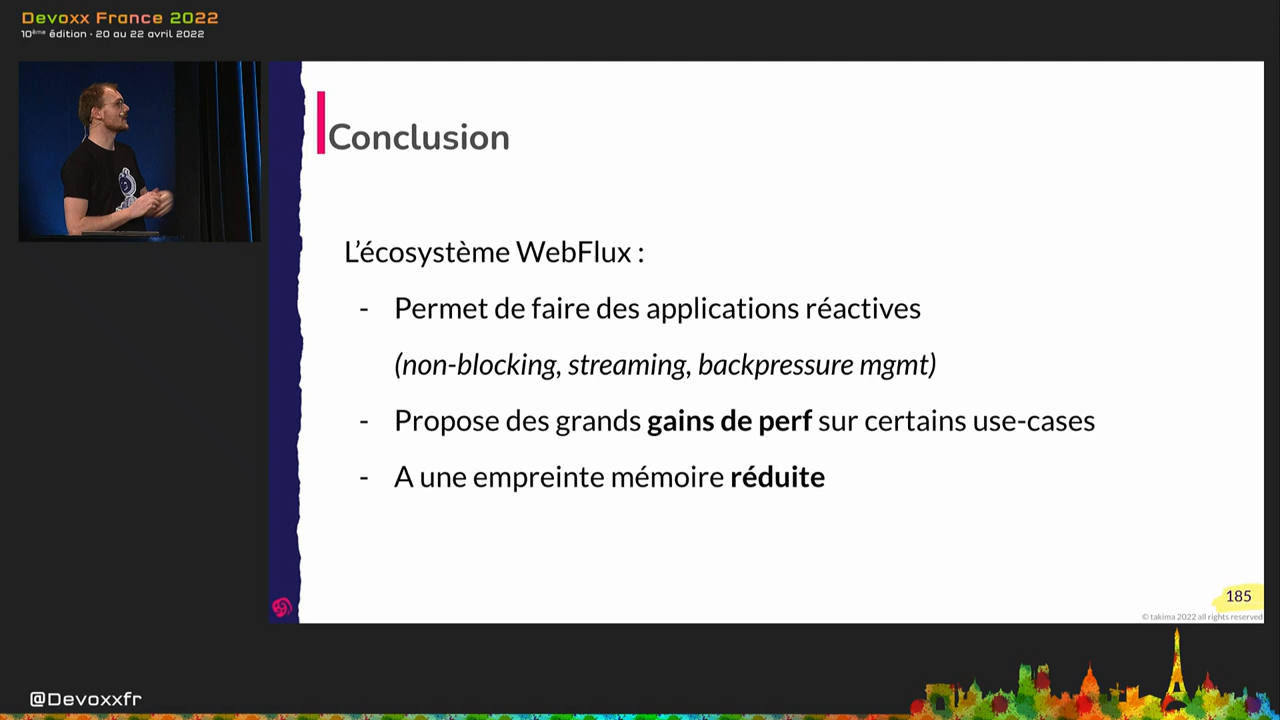 Devoxx France 2022
10ème édition - 20 au 22 avril 2022
Conclusion
L'écosystème WebFlux :
- Permet de faire des applications réactives
(non-blocking, streaming, backpressure mgmt)
- Propose des grands gains de perf sur certains use-cases
- A une empreinte mémoire réduite
185
© takima 2022 all rights reserved
@Devoxxfr